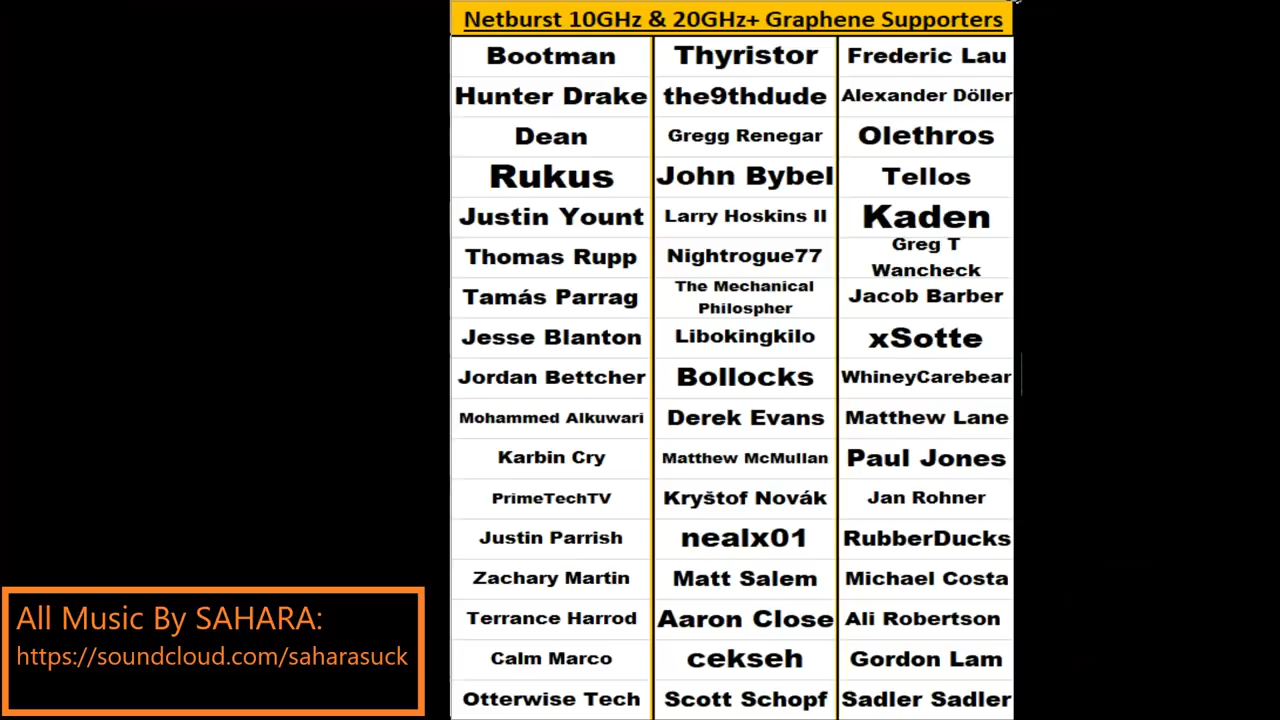 Netburst 10GHz & 20GHz+ Graphene Supporters
Bootman Thyristor Frederic Lau
Hunter Drake the9thdude Alexander Döller
Dean Gregg Renegar Olethros
Rukus John Bybel Tellos
Justin Yount Larry Hoskins II Kaden
Thomas Rupp Nightrogue77 Greg T
Wancheck
Tamás Parrag The Mechanical
Philospher Jacob Barber
Jesse Blanton Libokingkilo xSotte
Jordan Bettcher Bollocks WhineyCarebear
Mohammed Alkuwari Derek Evans Matthew Lane
Karbin Cry Matthew McMullan Paul Jones
PrimeTechTV Kryštof Novák Jan Rohner
Justin Parrish nealx01 RubberDucks
Zachary Martin Matt Salem Michael Costa
Terrance Harrod Aaron Close Ali Robertson
Calm Marco cekseh Gordon Lam
Otterwise Tech Scott Schopf Sadler Sadler
All Music By SAHARA:
https://soundcloud.com/saharasuck